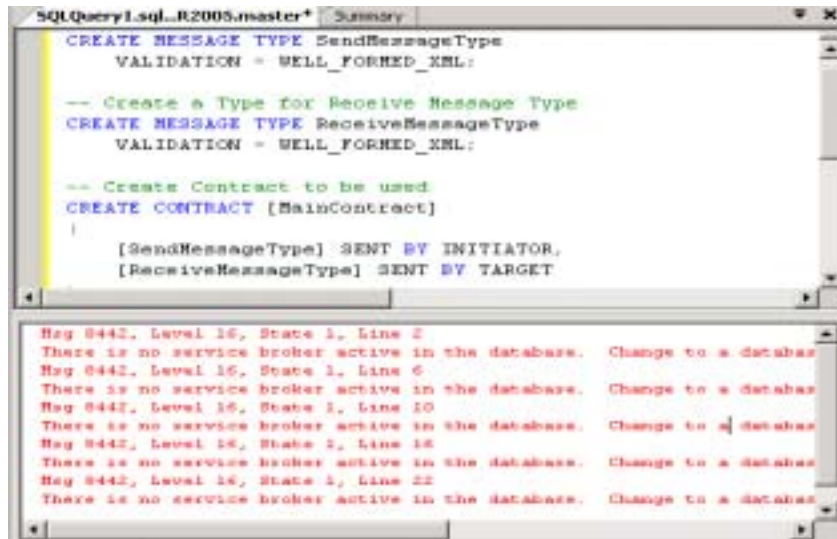 SQLQuery1.sql...R2005.master* Summary
CREATE MESSAGE TYPE SendMessageType
VALIDATION = WELL_FORMED_XML;
-- Create a Type for Receive Message Type
CREATE MESSAGE TYPE ReceiveMessageType
VALIDATION = WELL_FORMED_XML;
-- Create Contract to be used
CREATE CONTRACT [MainContract]
(
[SendMessageType] SENT BY INITIATOR,
[ReceiveMessageType] SENT BY TARGET
Msg 8442, Level 16, State 1, Line 2
There is no service broker active in the database. Change to a databas
Msg 8442, Level 16, State 1, Line 6
There is no service broker active in the database. Change to a databas
Msg 8442, Level 16, State 1, Line 10
There is no service broker active in the database. Change to a databas
Msg 8442, Level 16, State 1, Line 16
There is no service broker active in the database. Change to a databas
Msg 8442, Level 16, State 1, Line 22
There is no service broker active in the database. Change to a databas